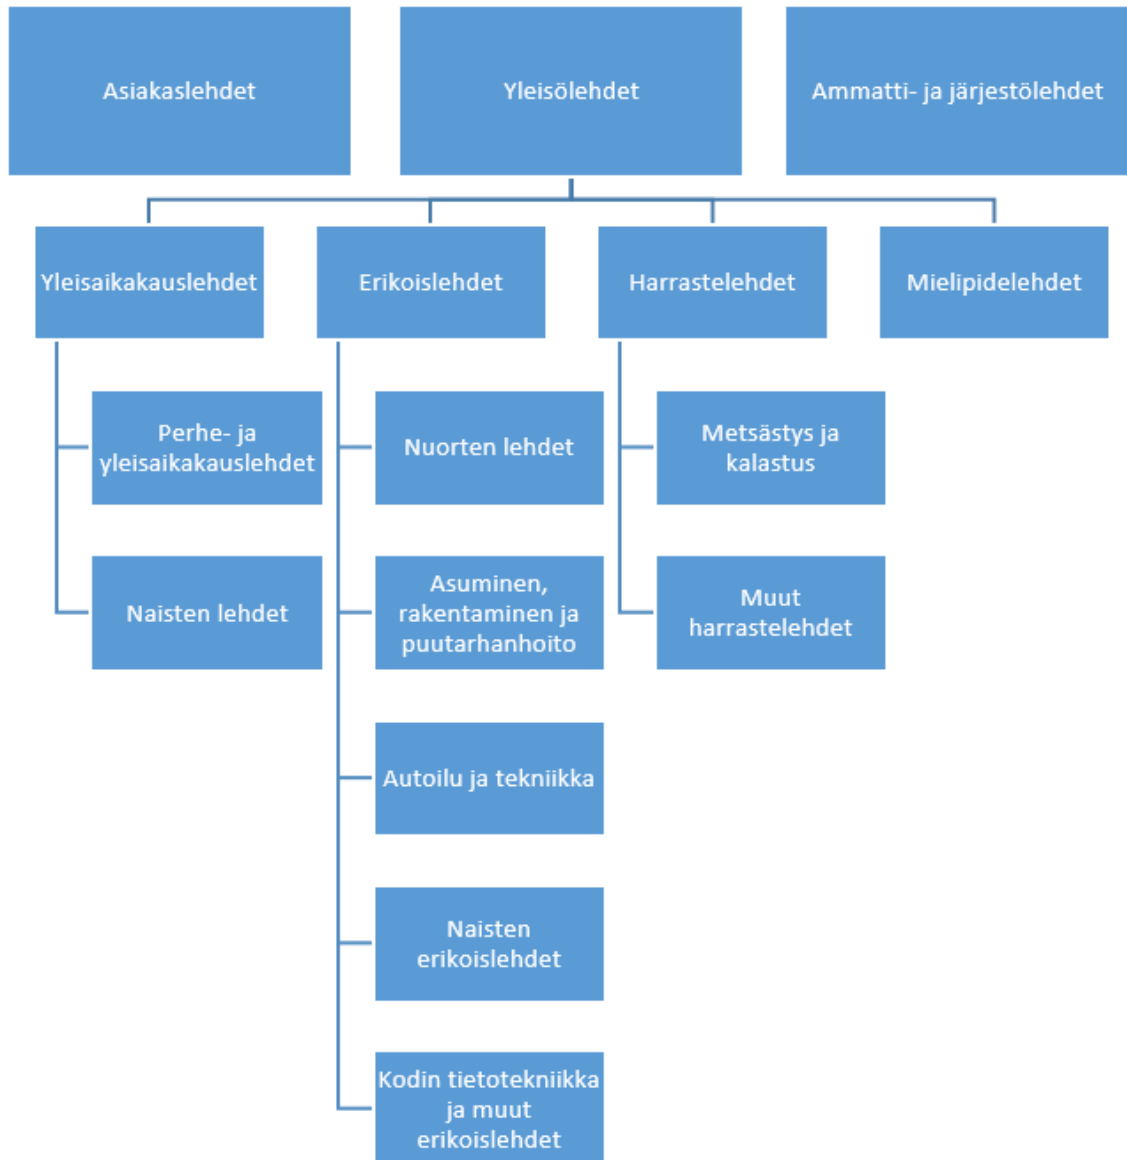 Asiakaslehdet
Yleisölehdet
Ammatti- ja järjestölehdet
Yleisaikakauslehdet
Erikoislehdet
Harrastelehdet
Mielipidelehdet
Perhe- ja
yleisaikakauslehdet
Nuorten lehdet
Metsästys ja
kalastus
Naisten lehdet
Asuminen,
rakentaminen ja
puutarhanhoito
Muut
harrastelehdet
Autoilu ja tekniikka
Naisten
erikoislehdet
Kodin tietotekniikka
ja muut
erikoislehdet